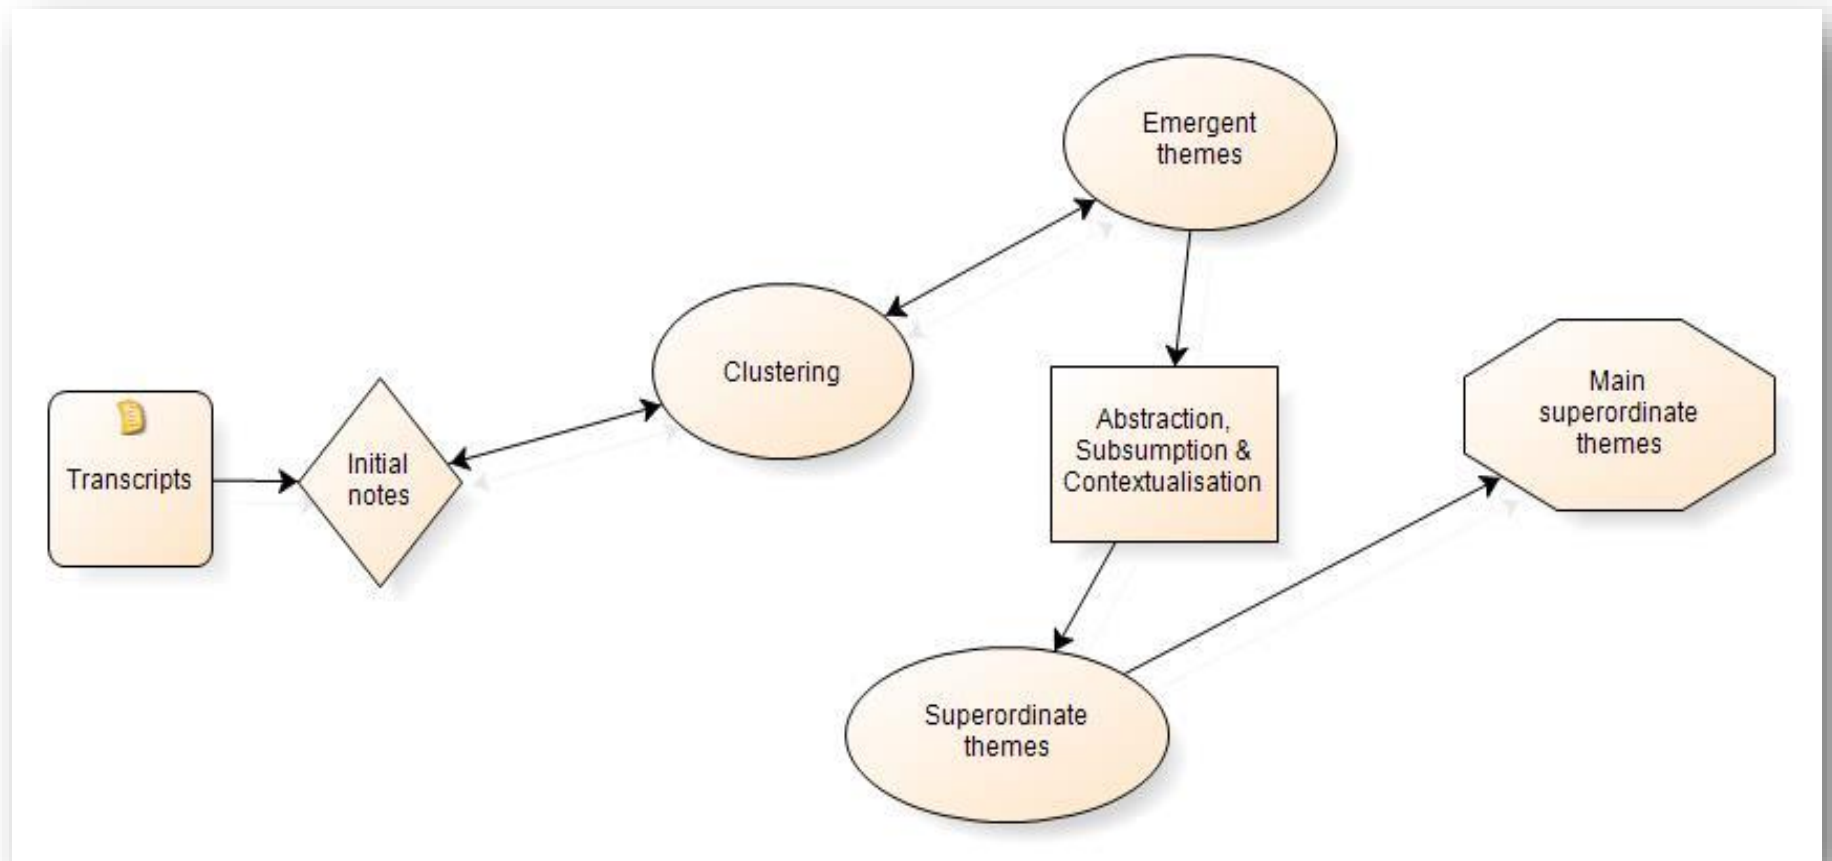 Transcripts
Initial
notes
Clustering
Emergent
themes
Abstraction,
Subsumption &
Contextualisation
Superordinate
themes
Main
superordinate
themes